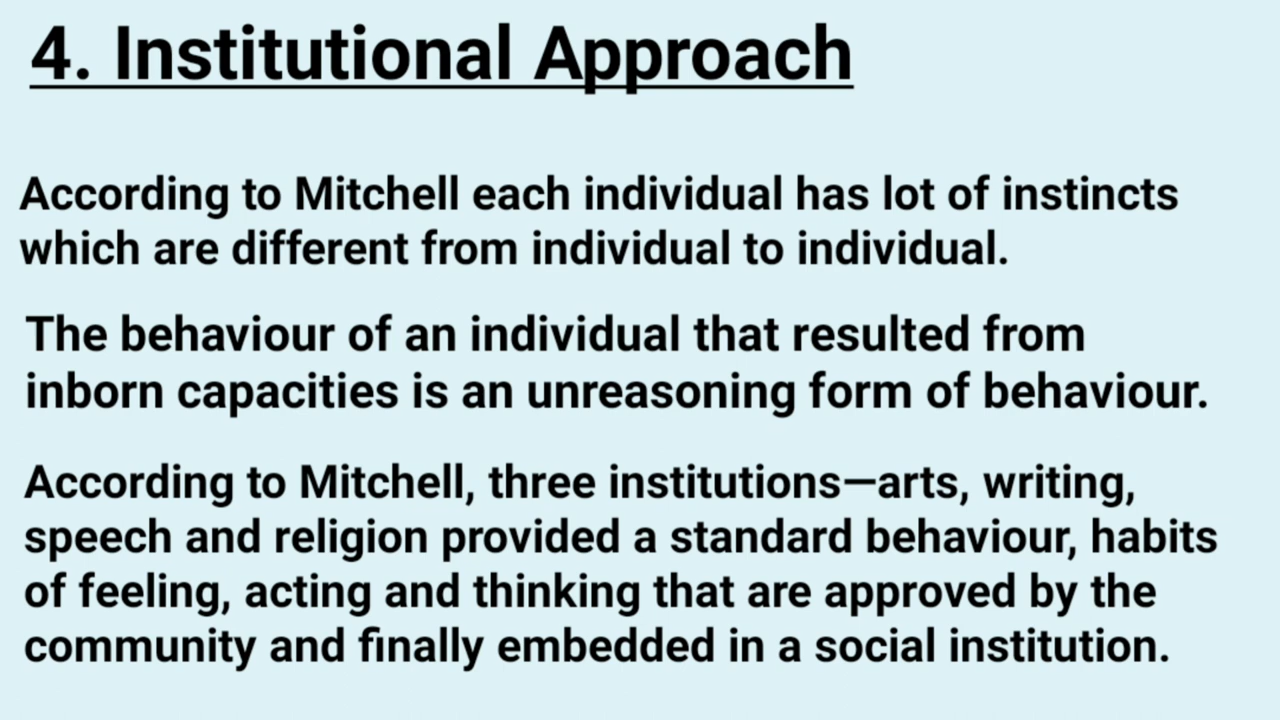 4. Institutional Approach
According to Mitchell each individual has lot of instincts
which are different from individual to individual.
The behaviour of an individual that resulted from
inborn capacities is an unreasoning form of behaviour.
According to Mitchell, three institutions—arts, writing,
speech and religion provided a standard behaviour, habits
of feeling, acting and thinking that are approved by the
community and finally embedded in a social institution.